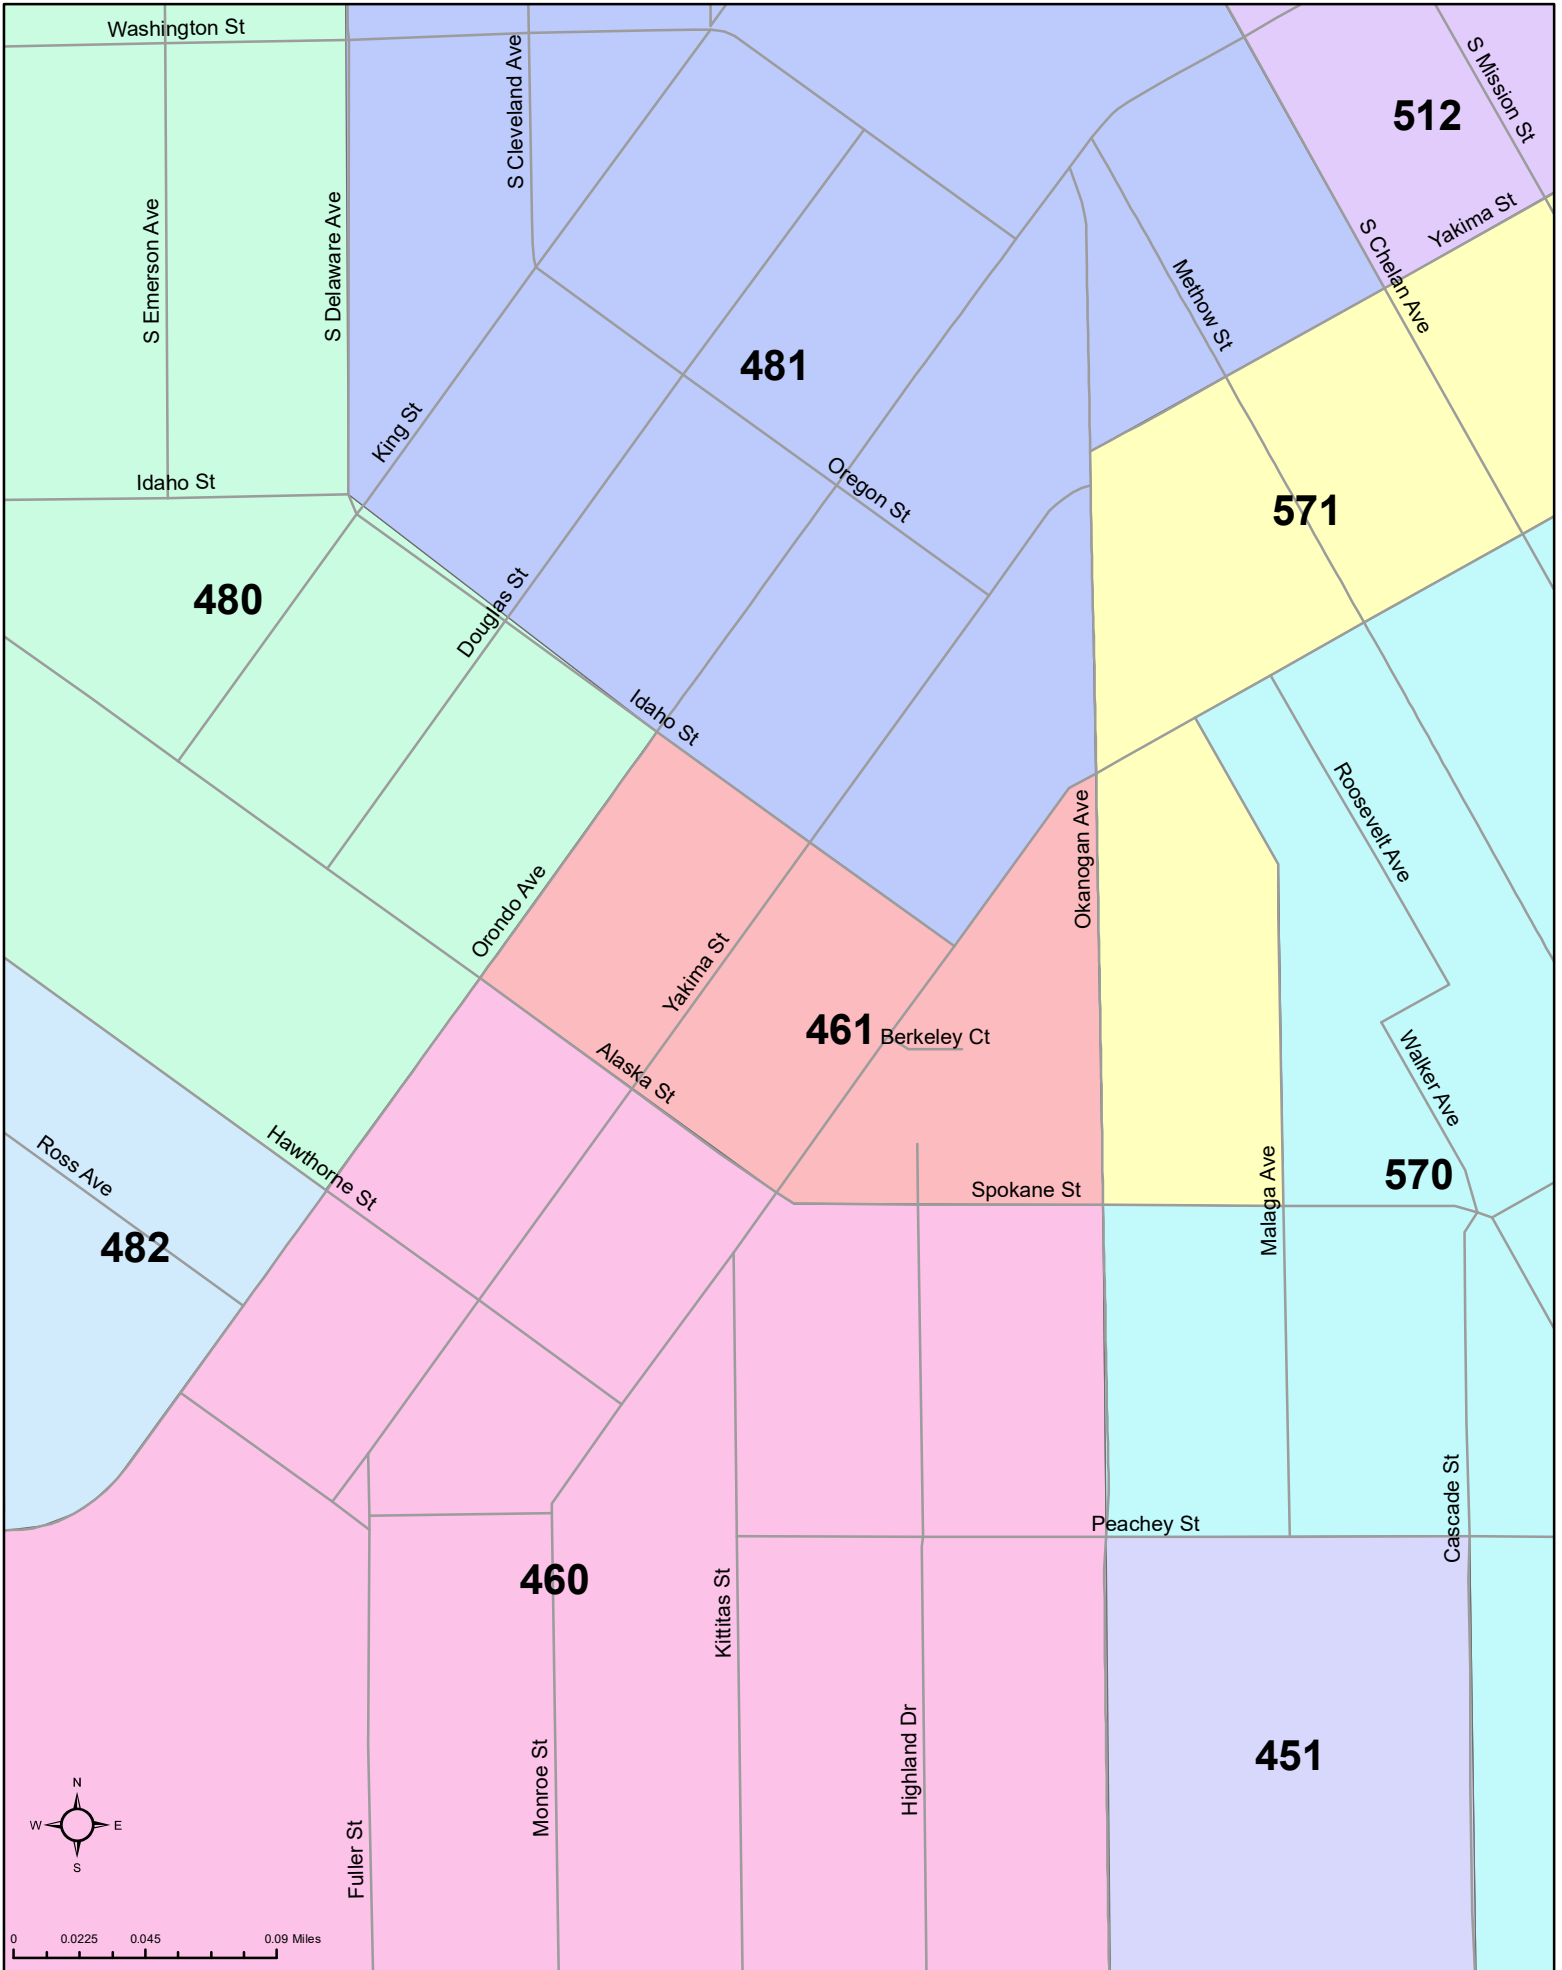 Washington St
S Cleveland Ave
S Mission St
512
S Emerson Ave
S Delaware Ave
Yakima St
S Chelan Ave
Methow St
481
King St
Idaho St
Oregon St
571
480
Douglas St
Idaho St
Roosevelt Ave
Okanogan Ave
Orondo Ave
Yakima St
461
Berkeley Ct
Alaska St
Walker Ave
Ross Ave
Hawthorne St
570
Spokane St
Malaga Ave
482
Peachey St
Cascade St
460
Kittitas St
451
Highland Dr
Monroe St
Fuller St
N
W
E
S
0
0.0225
0.045
0.09 Miles